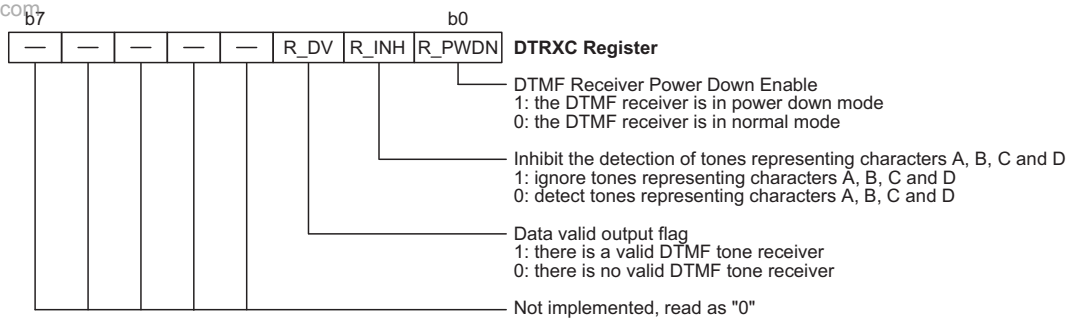 com
b7 b0
— — — — — R_DV R_INH R_PWDN DTRXC Register
DTMF Receiver Power Down Enable
1: the DTMF receiver is in power down mode
0: the DTMF receiver is in normal mode
Inhibit the detection of tones representing characters A, B, C and D
1: ignore tones representing characters A, B, C and D
0: detect tones representing characters A, B, C and D
Data valid output flag
1: there is a valid DTMF tone receiver
0: there is no valid DTMF tone receiver
Not implemented, read as "0"